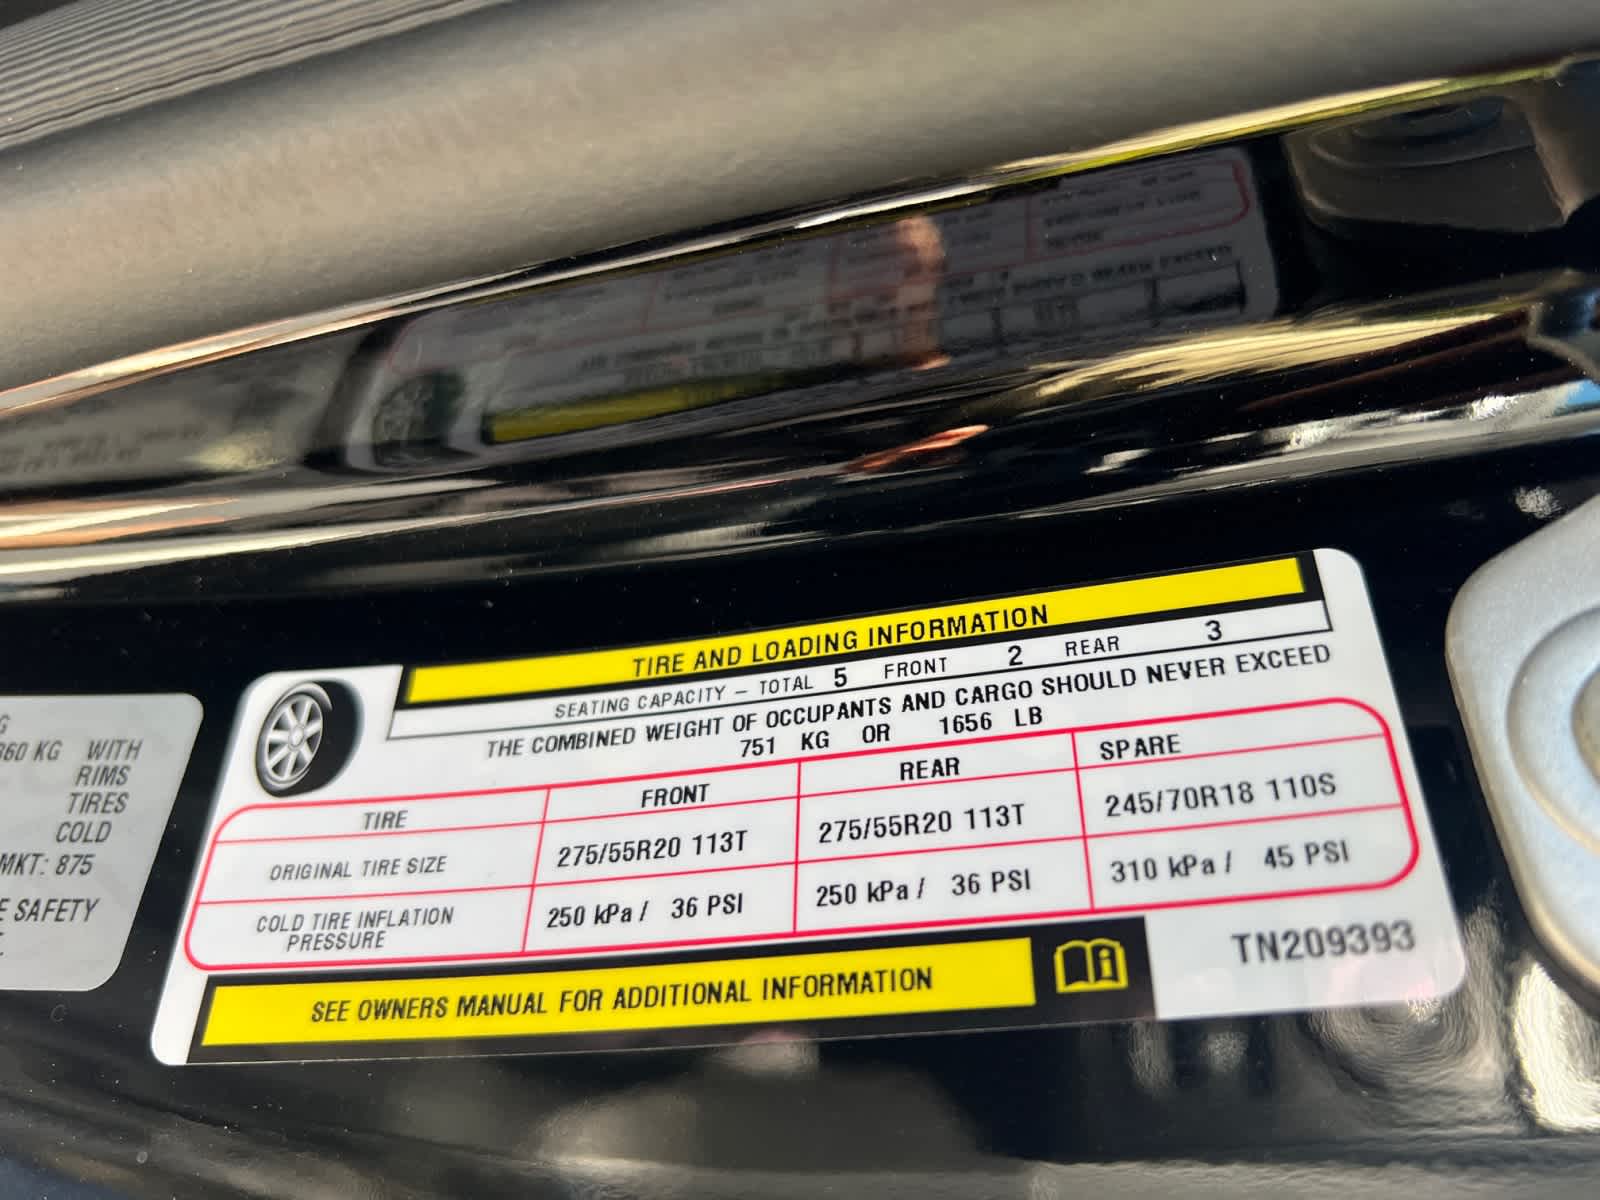 TIRE AND LOADING INFORMATION
SEATING CAPACITY – TOTAL 5 FRONT 2 REAR 3
THE COMBINED WEIGHT OF OCCUPANTS AND CARGO SHOULD NEVER EXCEED
751 KG OR 1656 LB
TIRE FRONT REAR SPARE
ORIGINAL TIRE SIZE 275/55R20 113T 275/55R20 113T 245/70R18 110S
COLD TIRE INFLATION
PRESSURE 250 kPa / 36 PSI 250 kPa / 36 PSI 310 kPa / 45 PSI
SEE OWNERS MANUAL FOR ADDITIONAL INFORMATION
TN209393
G
360 KG WITH
RIMS
TIRES
COLD
MKT: 875
E SAFETY